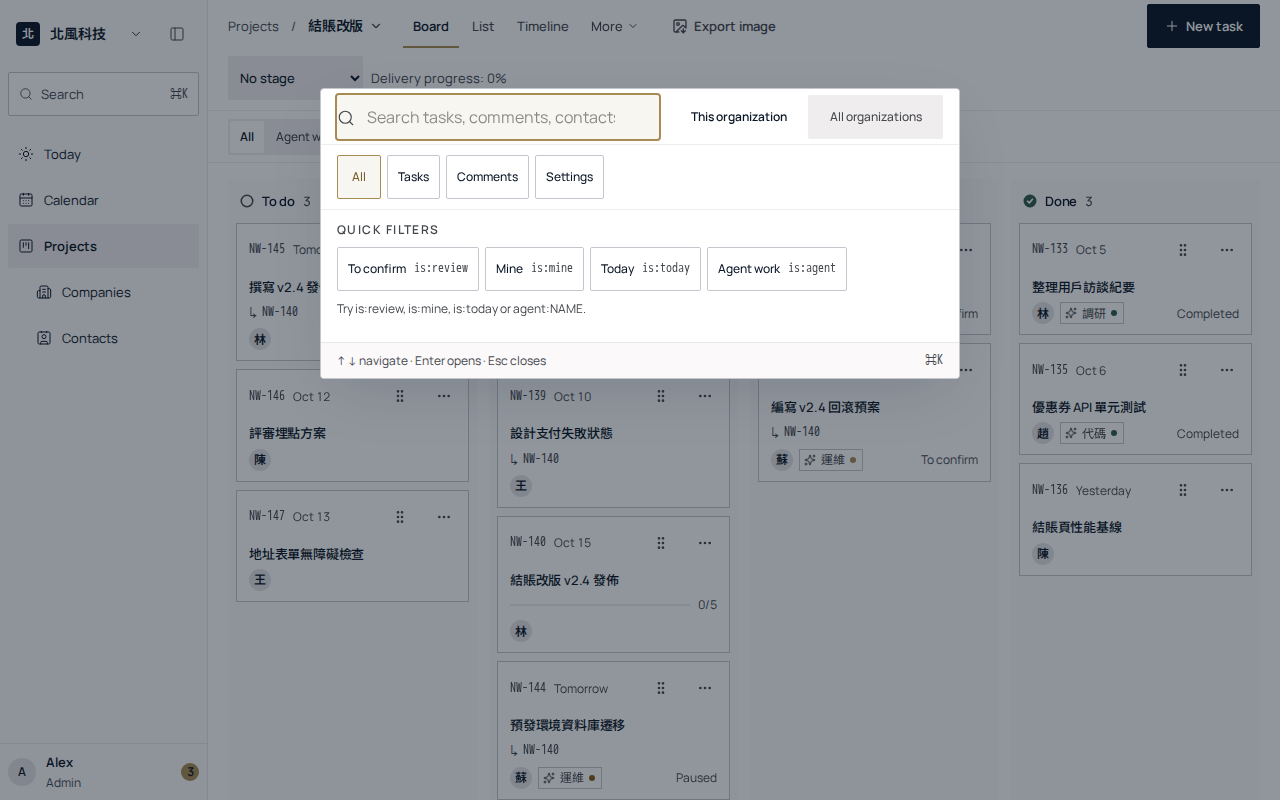 北 北風科技
Search ⌘K
Today
Calendar
Projects
Companies
Contacts
A Alex
Admin
3
Projects / 結賬改版
Board List Timeline More Export image
New task
No stage Delivery progress: 0%
All Agent w
Search tasks, comments, contacts
This organization All organizations
All Tasks Comments Settings
QUICK FILTERS
To confirm is:review Mine is:mine Today is:today Agent work is:agent
Try is:review, is:mine, is:today or agent:NAME.
↑ ↓ navigate · Enter opens · Esc closes ⌘K
To do 3
NW-145
撰寫 v2.4 發
↳ NW-140
林
NW-146 Oct 12
評審埋點方案
陳
NW-147 Oct 13
地址表單無障礙檢查
王
NW-139 Oct 10
設計支付失敗狀態
↳ NW-140
王
NW-140 Oct 15
結賬改版 v2.4 發佈
0/5
林
NW-144 Tomorrow
預發環境資料庫遷移
↳ NW-140
蘇 運維 Paused
編寫 v2.4 回滾預案
↳ NW-140
蘇 運維 To confirm
Done 3
NW-133 Oct 5
整理用戶訪談紀要
林 調研 Completed
NW-135 Oct 6
優惠券 API 單元測試
趙 代碼 Completed
NW-136 Yesterday
結賬頁性能基線
陳